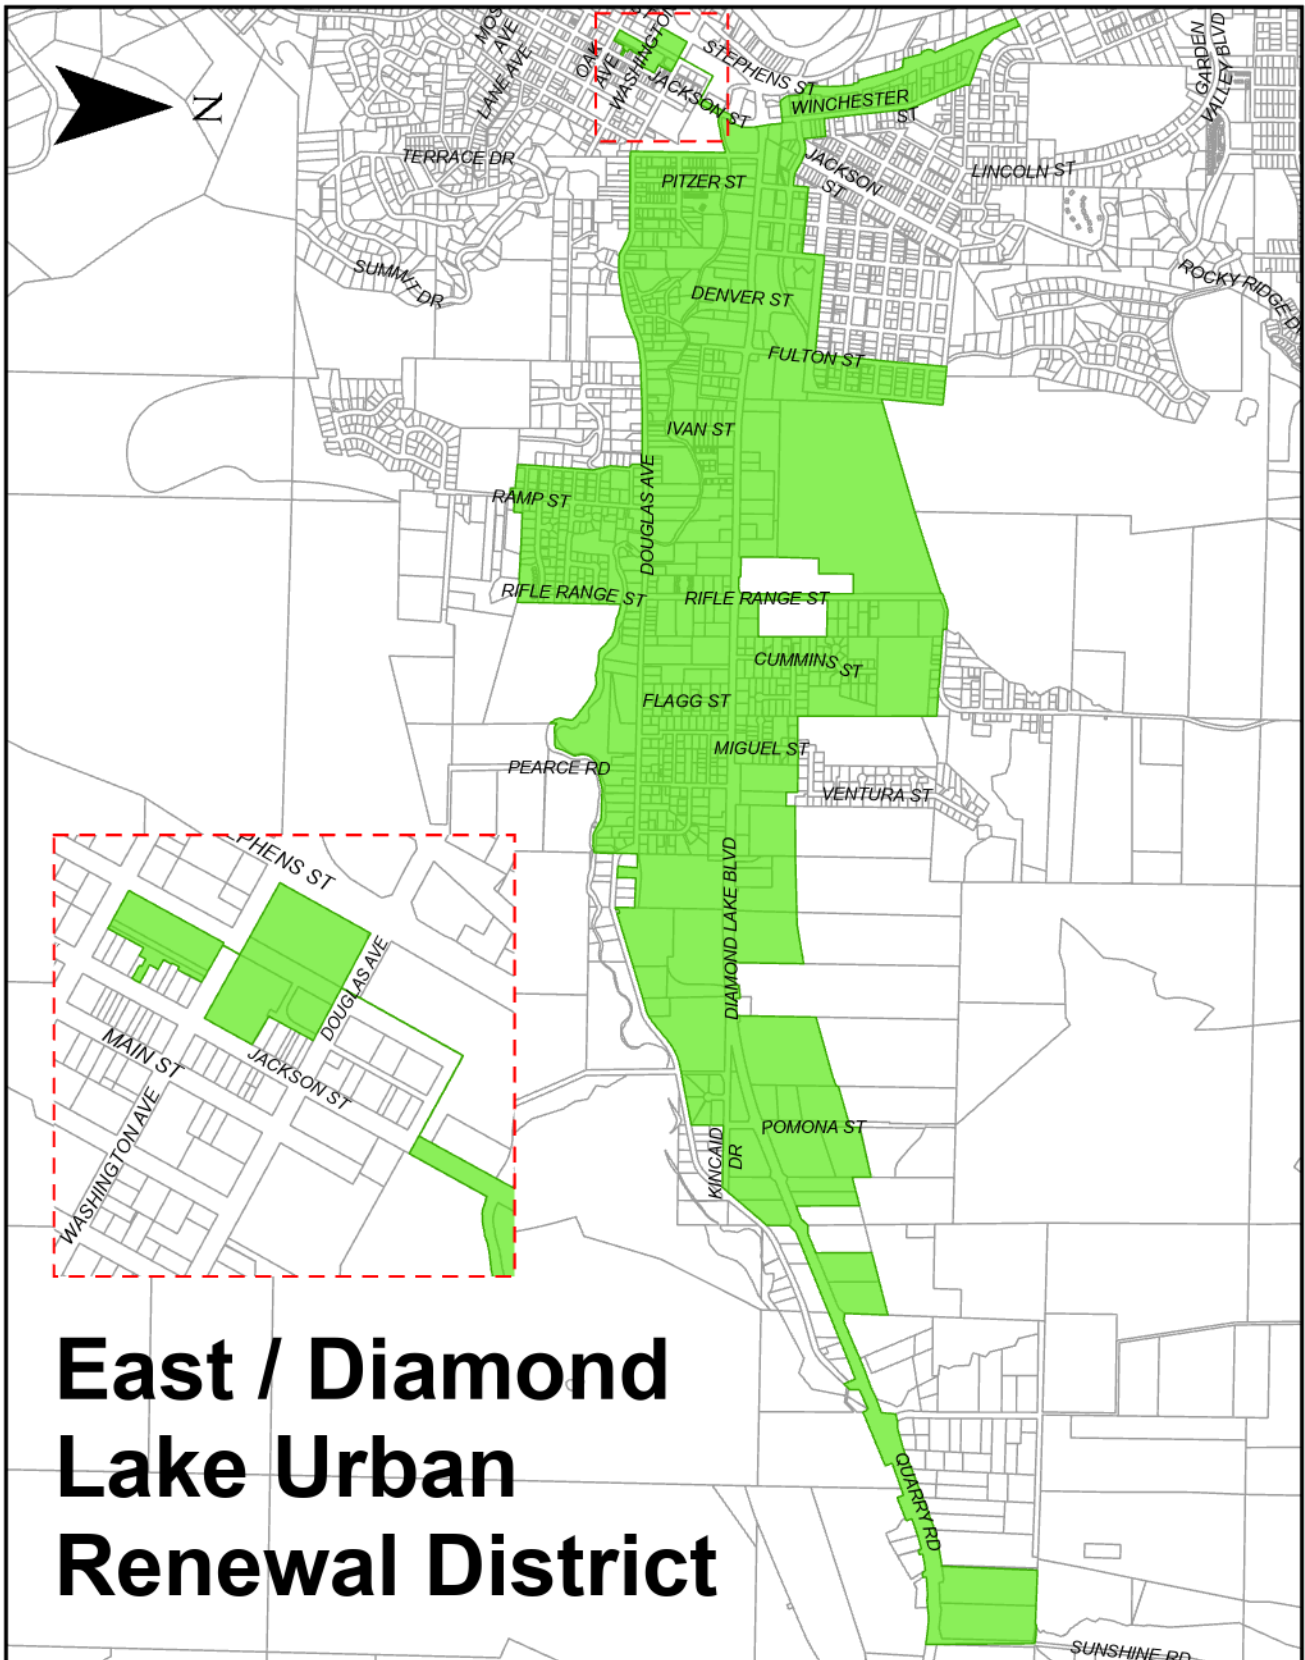 MOS
AVE
LANE AVE
OAK
AVE
WASHINGTON
STEPHENS ST
JACKSON ST
WINCHESTER
ST
GARDEN
VALLEY BLVD
N
TERRACE DR
PITZER ST
JACKSON
ST
LINCOLN ST
SUMMIT DR
DENVER ST
ROCKY RIDGE D
FULTON ST
IVAN ST
RAMP ST
DOUGLAS AVE
RIFLE RANGE ST
RIFLE RANGE ST
CUMMINS ST
FLAGG ST
MIGUEL ST
PEARCE RD
VENTURA ST
DIAMOND LAKE BLVD
EPHENS ST
DOUGLAS AVE
MAIN ST
JACKSON ST
WASHINGTON AVE
POMONA ST
KINCAID
DR
East / Diamond
Lake Urban
Renewal District
QUARRY RD
SUNSHINE RD